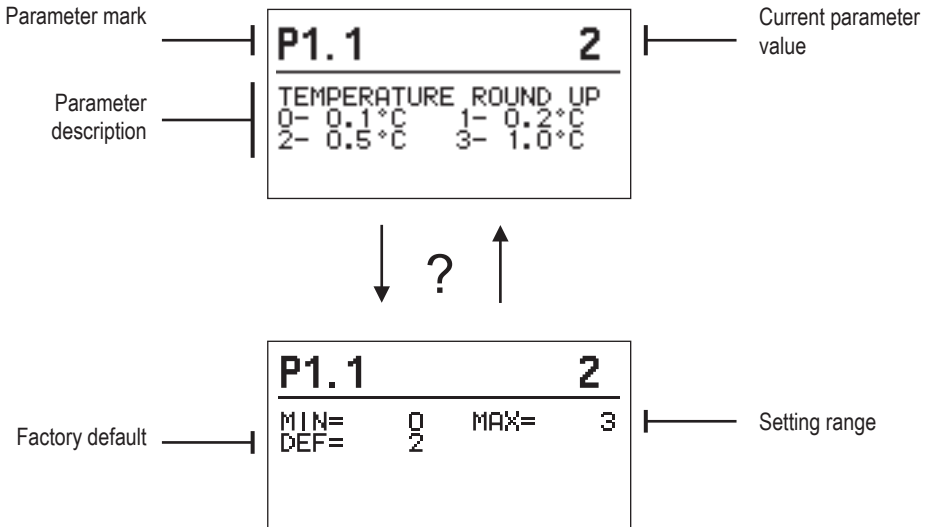 Parameter mark
P1.1 2
Current parameter
value
Parameter
description
TEMPERATURE ROUND UP
0- 0.1°C 1- 0.2°C
2- 0.5°C 3- 1.0°C
?
P1.1 2
Factory default
MIN= 0 MAX= 3
DEF= 2
Setting range